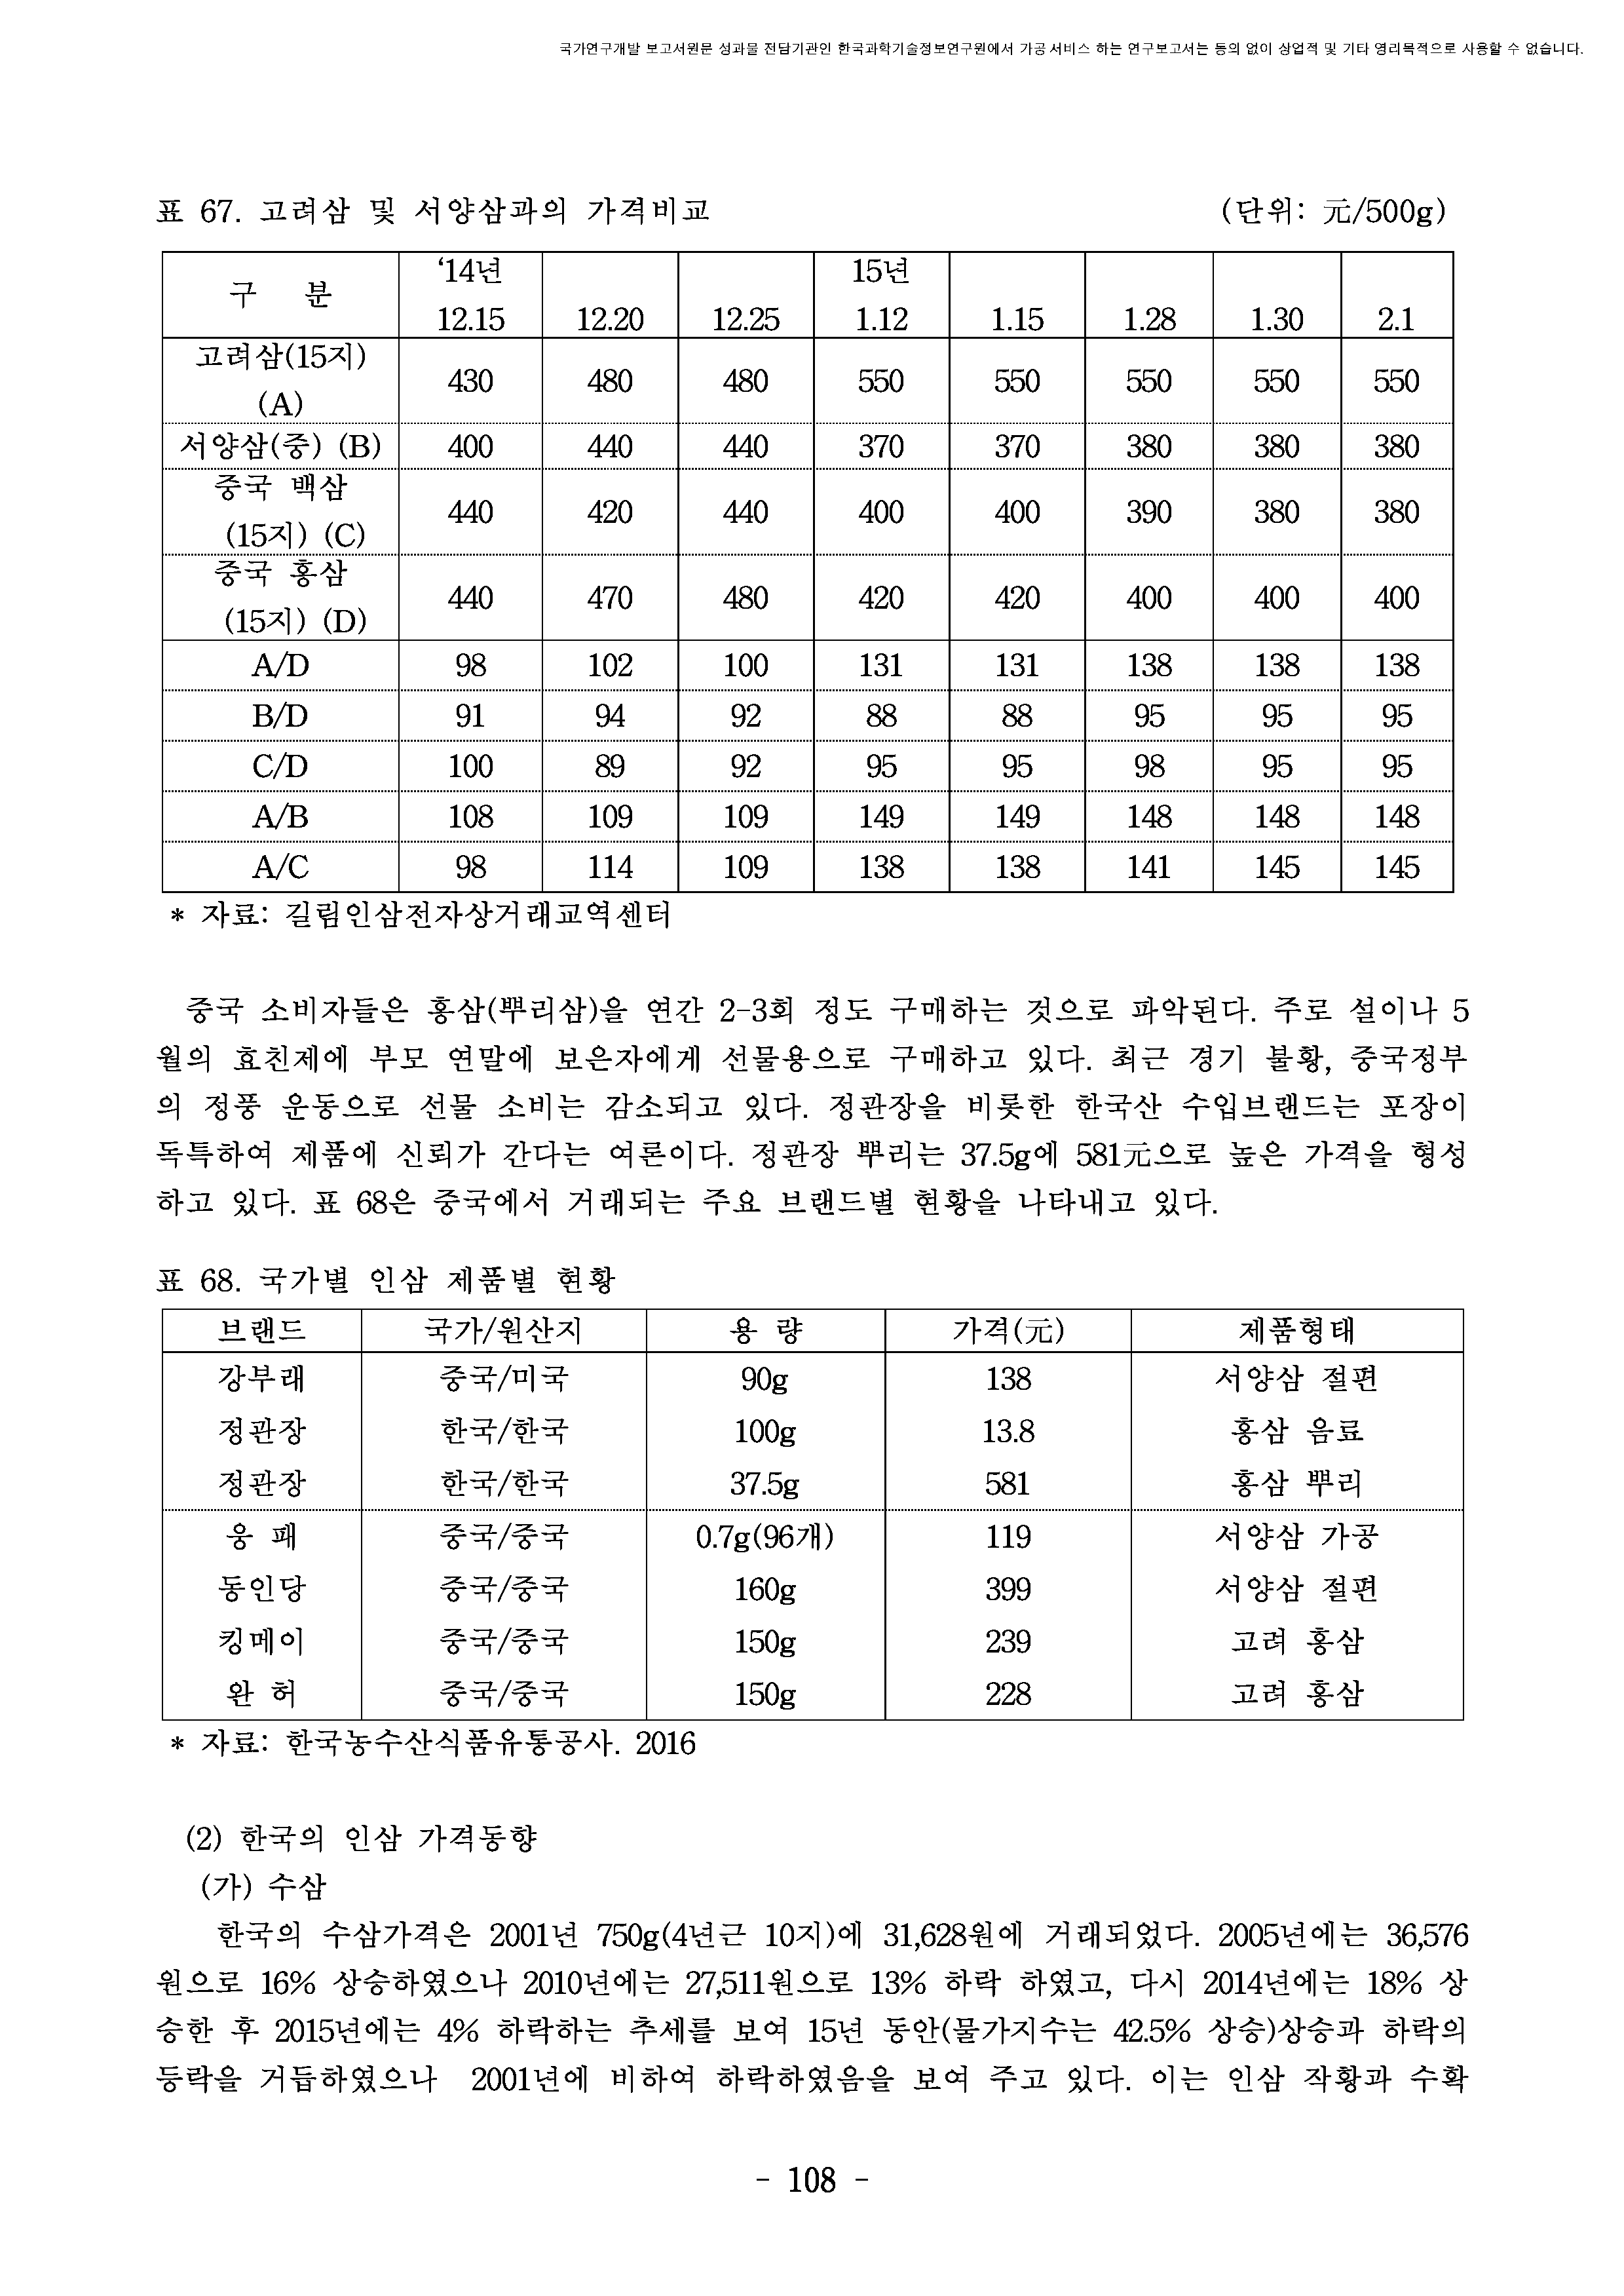 국가연구개발 보고서원문 성과물 전담기관인 한국과학기술정보연구원에서 가공·서비스 하는 연구보고서는 동의 없이 상업적 및 기타 영리목적으로 사용할 수 없습니다.
표 67. 고려삼 및 서양삼과의 가격비교 (단위: 元/500g)
구 분 ‘14년 12.15 12.20 12.25 15년 1.12 1.15 1.28 1.30 2.1
고려삼(15지) (A) 430 480 480 550 550 550 550 550
서양삼(중) (B) 400 440 440 370 370 380 380 380
중국 백삼 (15지) (C) 440 420 440 400 400 390 380 380
중국 홍삼 (15지) (D) 440 470 480 420 420 400 400 400
A/D 98 102 100 131 131 138 138 138
B/D 91 94 92 88 88 95 95 95
C/D 100 89 92 95 95 98 95 95
A/B 108 109 109 149 149 148 148 148
A/C 98 114 109 138 138 141 145 145
* 자료: 길림인삼전자상거래교역센터
중국 소비자들은 홍삼(뿌리삼)을 연간 2-3회 정도 구매하는 것으로 파악된다. 주로 설이나 5
월의 효친제에 부모 연말에 보은자에게 선물용으로 구매하고 있다. 최근 경기 불황, 중국정부
의 정풍 운동으로 선물 소비는 감소되고 있다. 정관장을 비롯한 한국산 수입브랜드는 포장이
독특하여 제품에 신뢰가 간다는 여론이다. 정관장 뿌리는 37.5g에 581元으로 높은 가격을 형성
하고 있다. 표 68은 중국에서 거래되는 주요 브랜드별 현황을 나타내고 있다.
표 68. 국가별 인삼 제품별 현황
브랜드 국가/원산지 용 량 가격(元) 제품형태
강부래 중국/미국 90g 138 서양삼 절편
정관장 한국/한국 100g 13.8 홍삼 음료
정관장 한국/한국 37.5g 581 홍삼 뿌리
웅 패 중국/중국 0.7g(96개) 119 서양삼 가공
동인당 중국/중국 160g 399 서양삼 절편
킹메이 중국/중국 150g 239 고려 홍삼
완 허 중국/중국 150g 228 고려 홍삼
* 자료: 한국농수산식품유통공사. 2016
(2) 한국의 인삼 가격동향
(가) 수삼
한국의 수삼가격은 2001년 750g(4년근 10지)에 31,628원에 거래되었다. 2005년에는 36,576
원으로 16% 상승하였으나 2010년에는 27,511원으로 13% 하락 하였고, 다시 2014년에는 18% 상
승한 후 2015년에는 4% 하락하는 추세를 보여 15년 동안(물가지수는 42.5% 상승)상승과 하락의
등락을 거듭하였으나 2001년에 비하여 하락하였음을 보여 주고 있다. 이는 인삼 작황과 수확
- 108 -